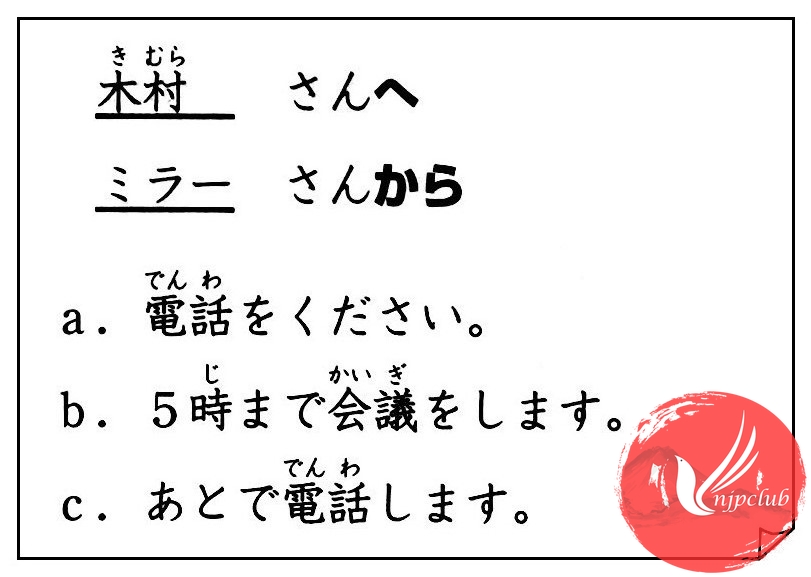 き むら
木村 さんへ
ミラー さんから
でん わ
a. 電話をください。
じ かい ぎ
b. 5時まで会議をします。
でん わ
c. あとで電話します。
njpclub